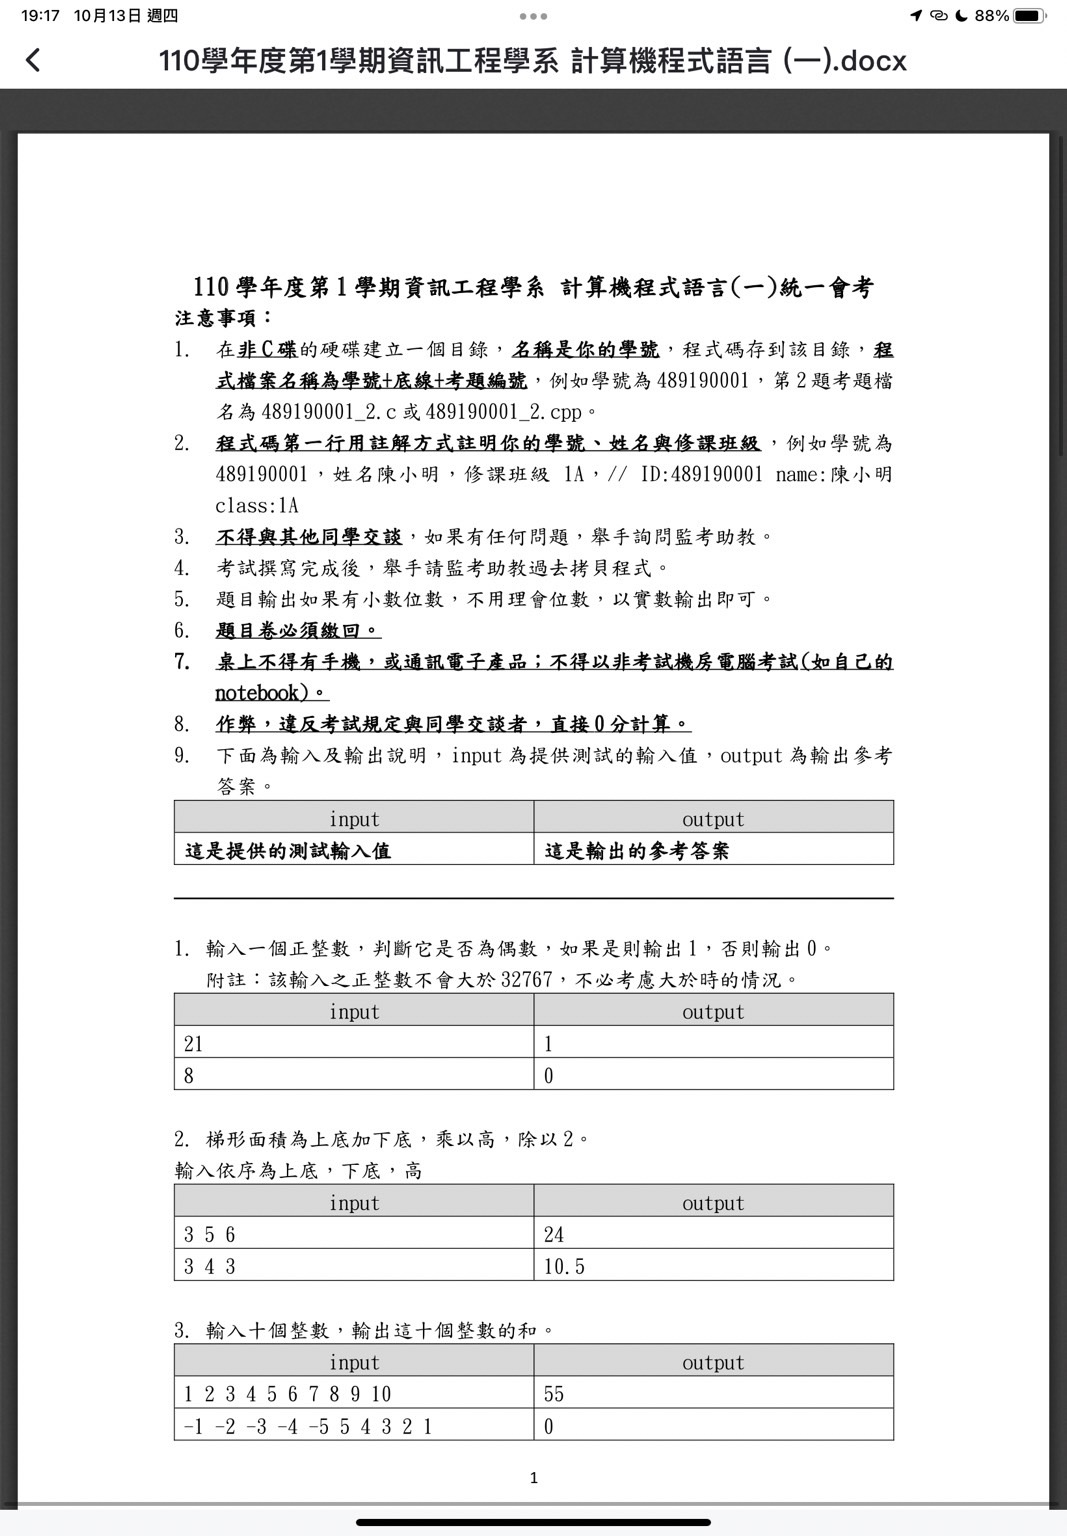 19:17 10月13日 週四
88%
110學年度第1學期資訊工程學系 計算機程式語言 (一).docx
110 學年度第 1 學期資訊工程學系 計算機程式語言(一)統一會考
注意事項：
1. 在非 C 碟的硬碟建立一個目錄，名稱是你的學號，程式碼存到該目錄，程
式檔案名稱為學號+底線+考題編號，例如學號為 489190001，第 2 題考題檔
名為 489190001_2.c 或 489190001_2.cpp。
2. 程式碼第一行用註解方式註明你的學號、姓名與修課班級，例如學號為
489190001，姓名陳小明，修課班級 1A，// ID:489190001 name:陳小明
class:1A
3. 不得與其他同學交談，如果有任何問題，舉手詢問監考助教。
4. 考試撰寫完成後，舉手請監考助教過去拷貝程式。
5. 題目輸出如果有小數位數，不用理會位數，以實數輸出即可。
6. 題目卷必須繳回。
7. 桌上不得有手機，或通訊電子產品；不得以非考試機房電腦考試(如自己的
notebook)。
8. 作弊，違反考試規定與同學交談者，直接 0 分計算。
9. 下面為輸入及輸出說明，input 為提供測試的輸入值，output 為輸出參考
答案。
input output
這是提供的測試輸入值 這是輸出的參考答案
1. 輸入一個正整數，判斷它是否為偶數，如果是則輸出 1，否則輸出 0。
附註：該輸入之正整數不會大於 32767，不必考慮大於時的情況。
input output
21 1
8 0
2. 梯形面積為上底加下底，乘以高，除以 2。
輸入依序為上底，下底，高
input output
3 5 6 24
3 4 3 10.5
3. 輸入十個整數，輸出這十個整數的和。
input output
1 2 3 4 5 6 7 8 9 10 55
-1 -2 -3 -4 -5 5 4 3 2 1 0
1